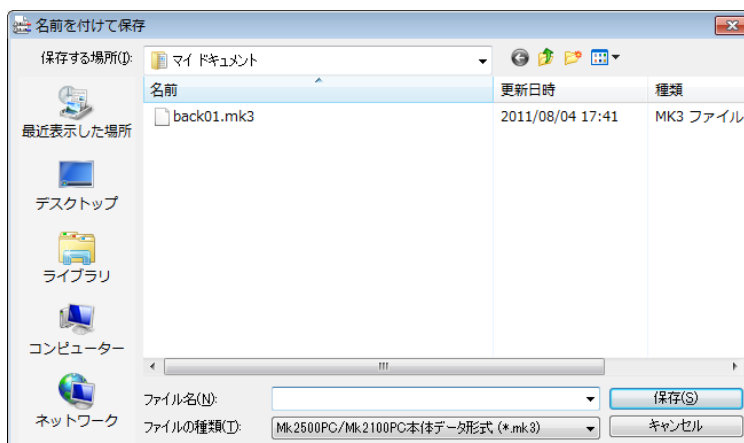 名前を付けて保存
保存する場所(I):
マイ ドキュメント
名前
更新日時
種類
back01.mk3
2011/08/04 17:41
MK3 ファイル
最近表示した場所
デスクトップ
ライブラリ
コンピューター
ネットワーク
ファイル名(N):
保存(S)
ファイルの種類(T):
Mk2500PC/Mk2100PC本体データ形式 (*.mk3)
キャンセル